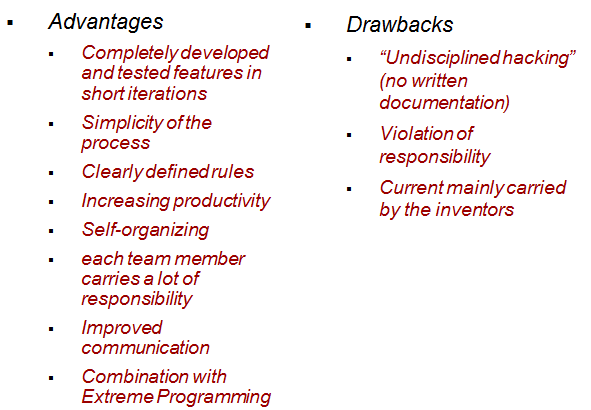 Advantages
Completely developed
and tested features in
short iterations
Simplicity of the
process
Clearly defined rules
Increasing productivity
Self-organizing
each team member
carries a lot of
responsibility
Improved
communication
Combination with
Extreme Programming
Drawbacks
“Undisciplined hacking”
(no written
documentation)
Violation of
responsibility
Current mainly carried
by the inventors